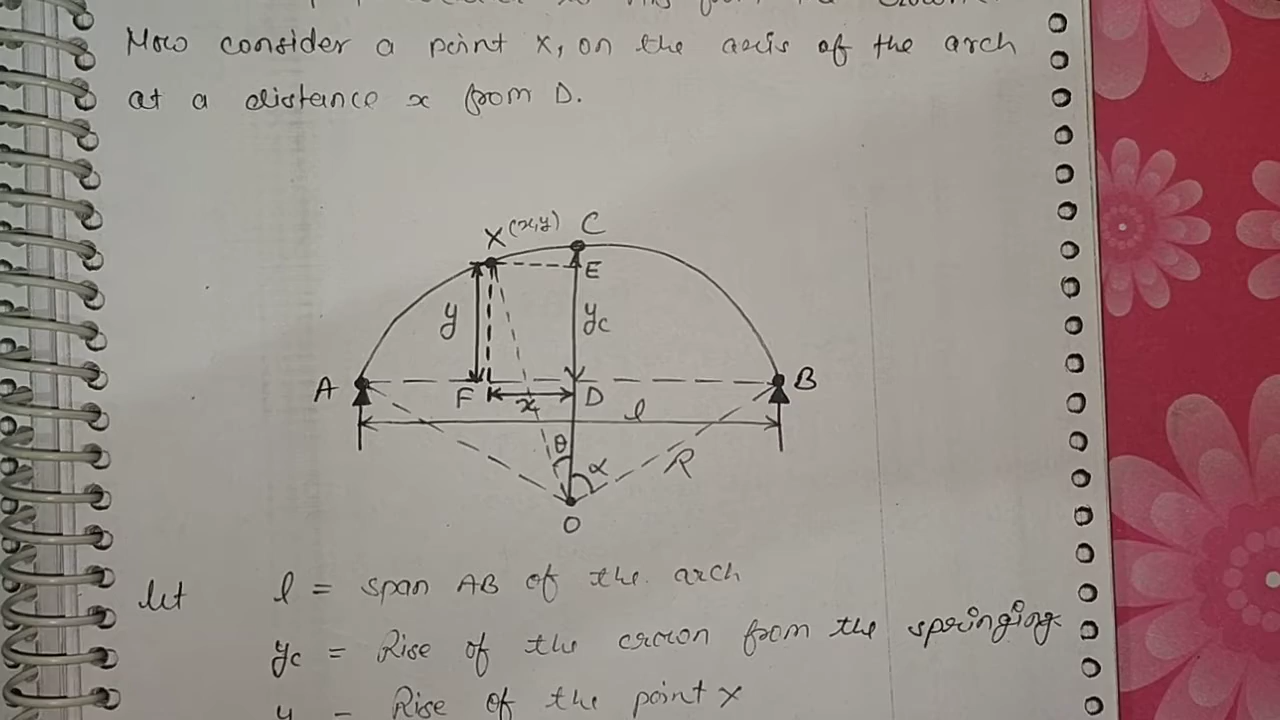 Now consider a point X, on the axis of the arch
at a distance x from D.
X (x,y) C
E
y yc
A F x D B
l
θ α R
O
let l = span AB of the arch
yc = Rise of the crown from the springing
y = Rise of the point X